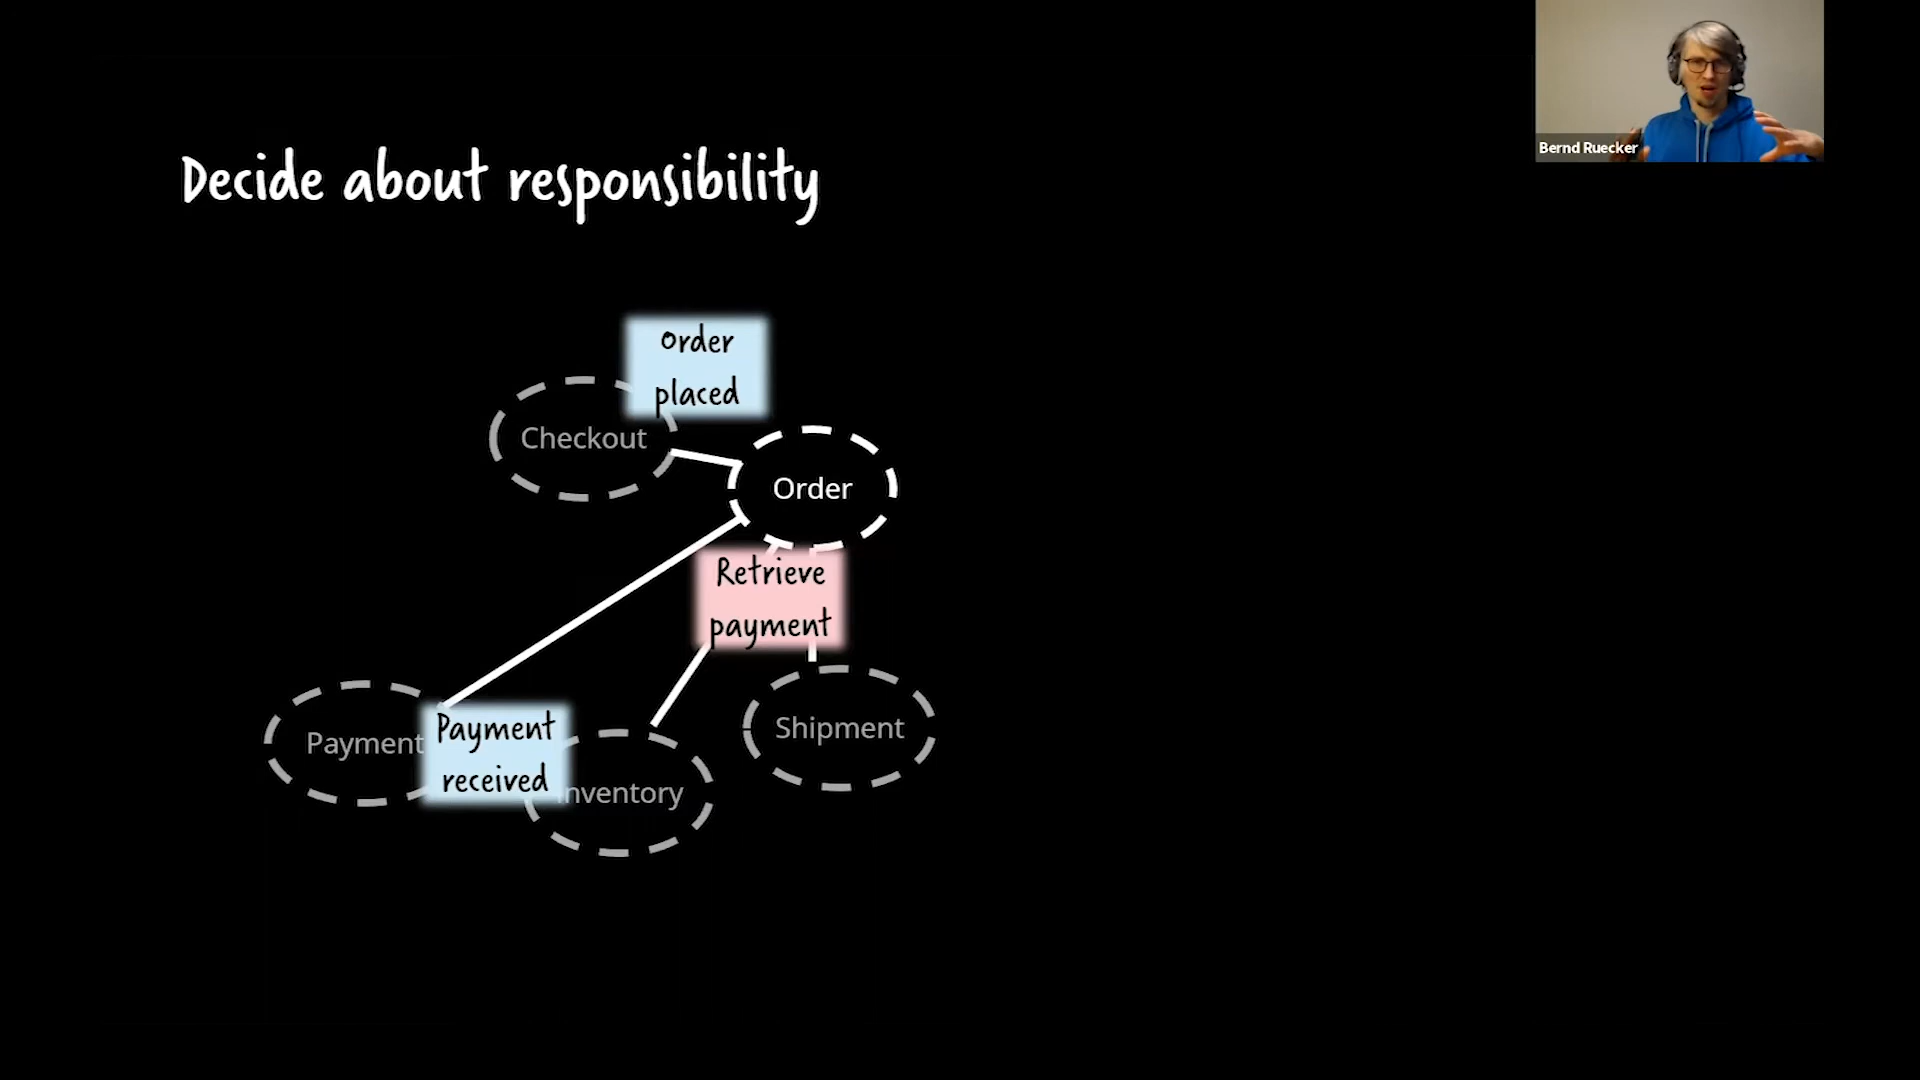 Bernd Ruecker
Decide about responsibility
Order
placed
Checkout
Order
Retrieve
payment
Payment
Payment
received
Inventory
Shipment